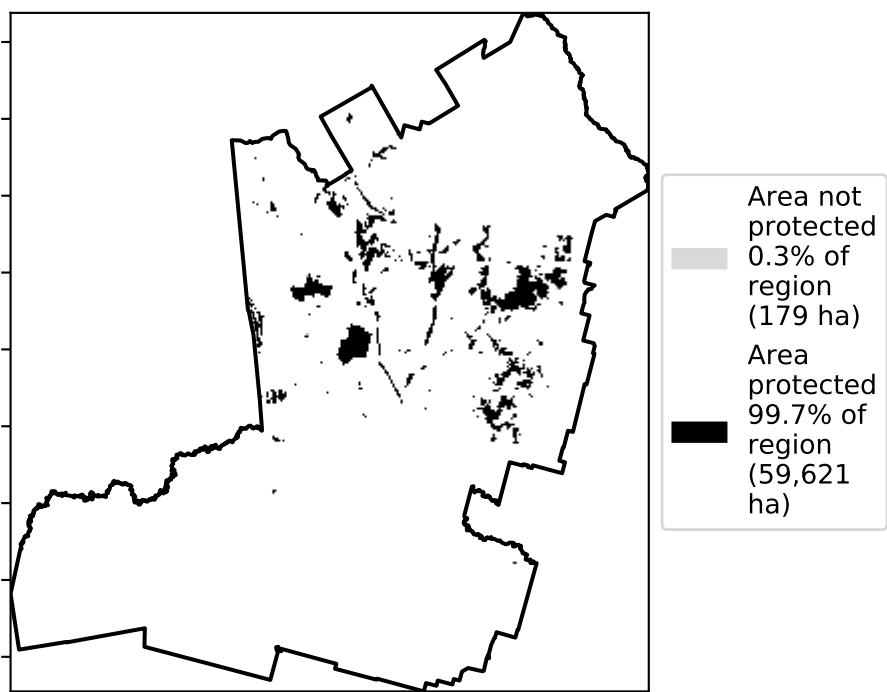 Area not
protected
0.3% of
region
(179 ha)
Area
protected
99.7% of
region
(59,621
ha)